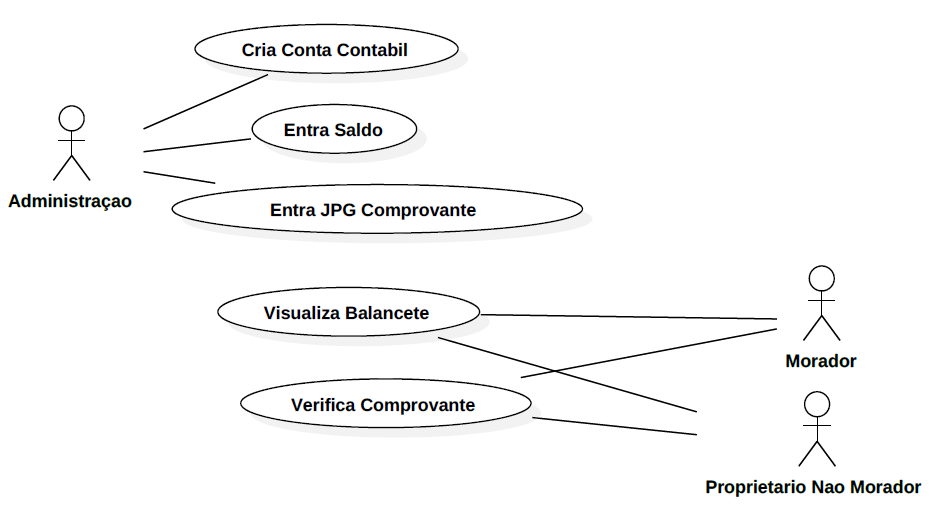 Cria Conta Contabil
Entra Saldo
Administraçao
Entra JPG Comprovante
Visualiza Balancete
Morador
Verifica Comprovante
Proprietario Nao Morador